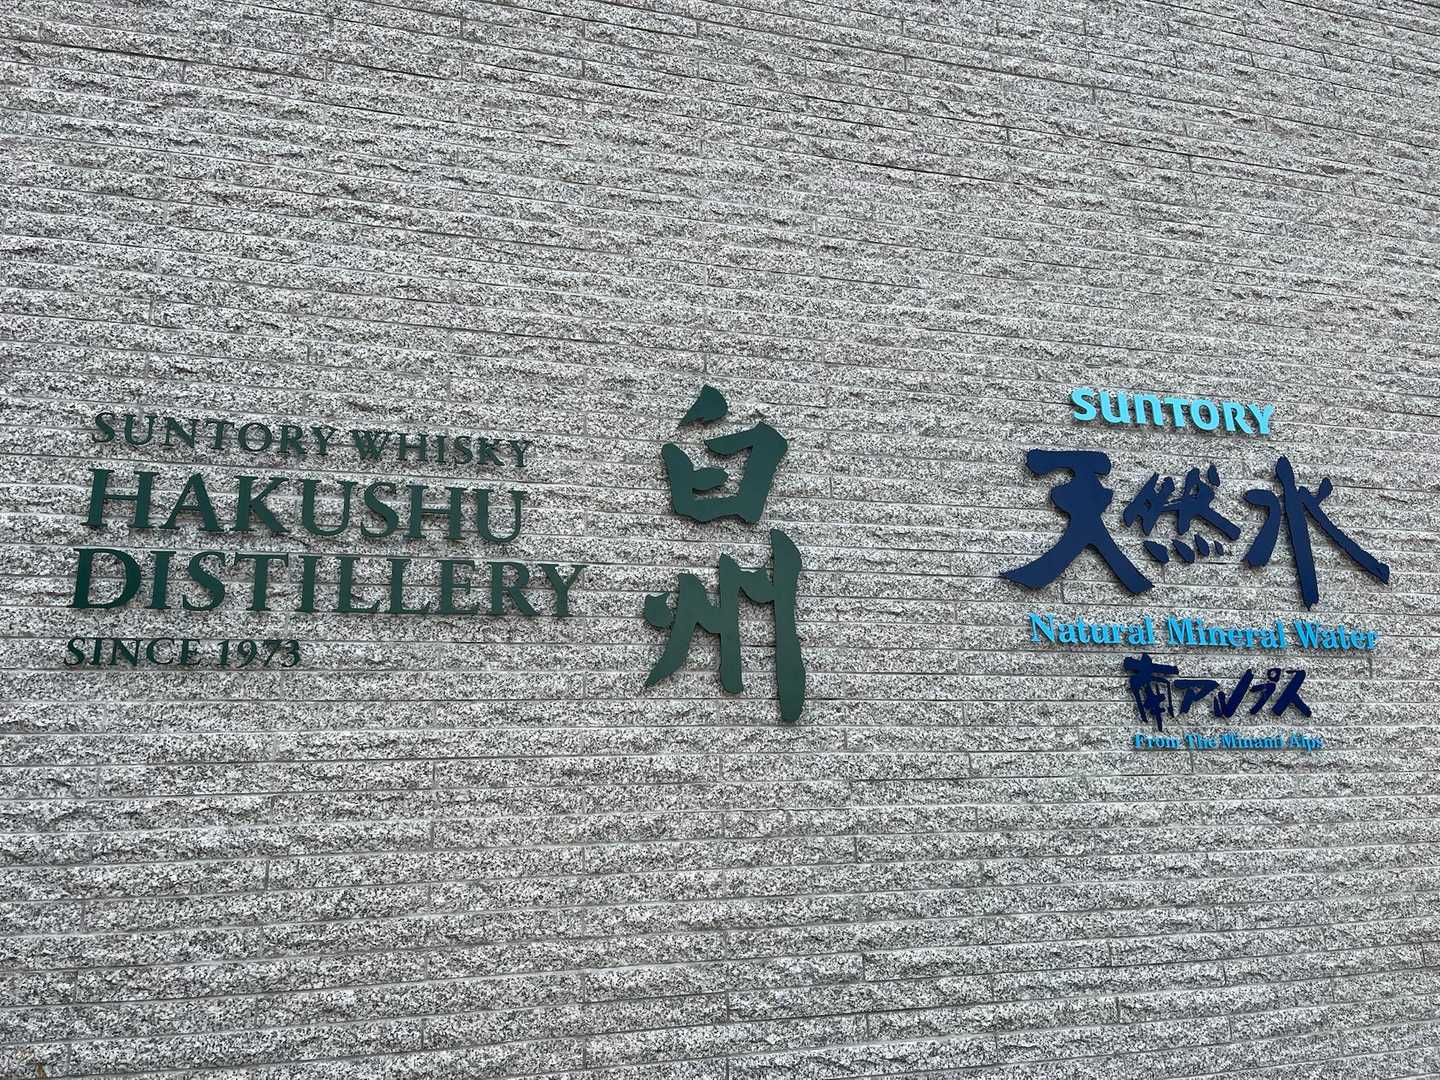 SUNTORY WHISKY
HAKUSHU
DISTILLERY
SINCE 1973
白州
SUNTORY
天然水
Natural Mineral Water
南アルプス
From The Minami Alps